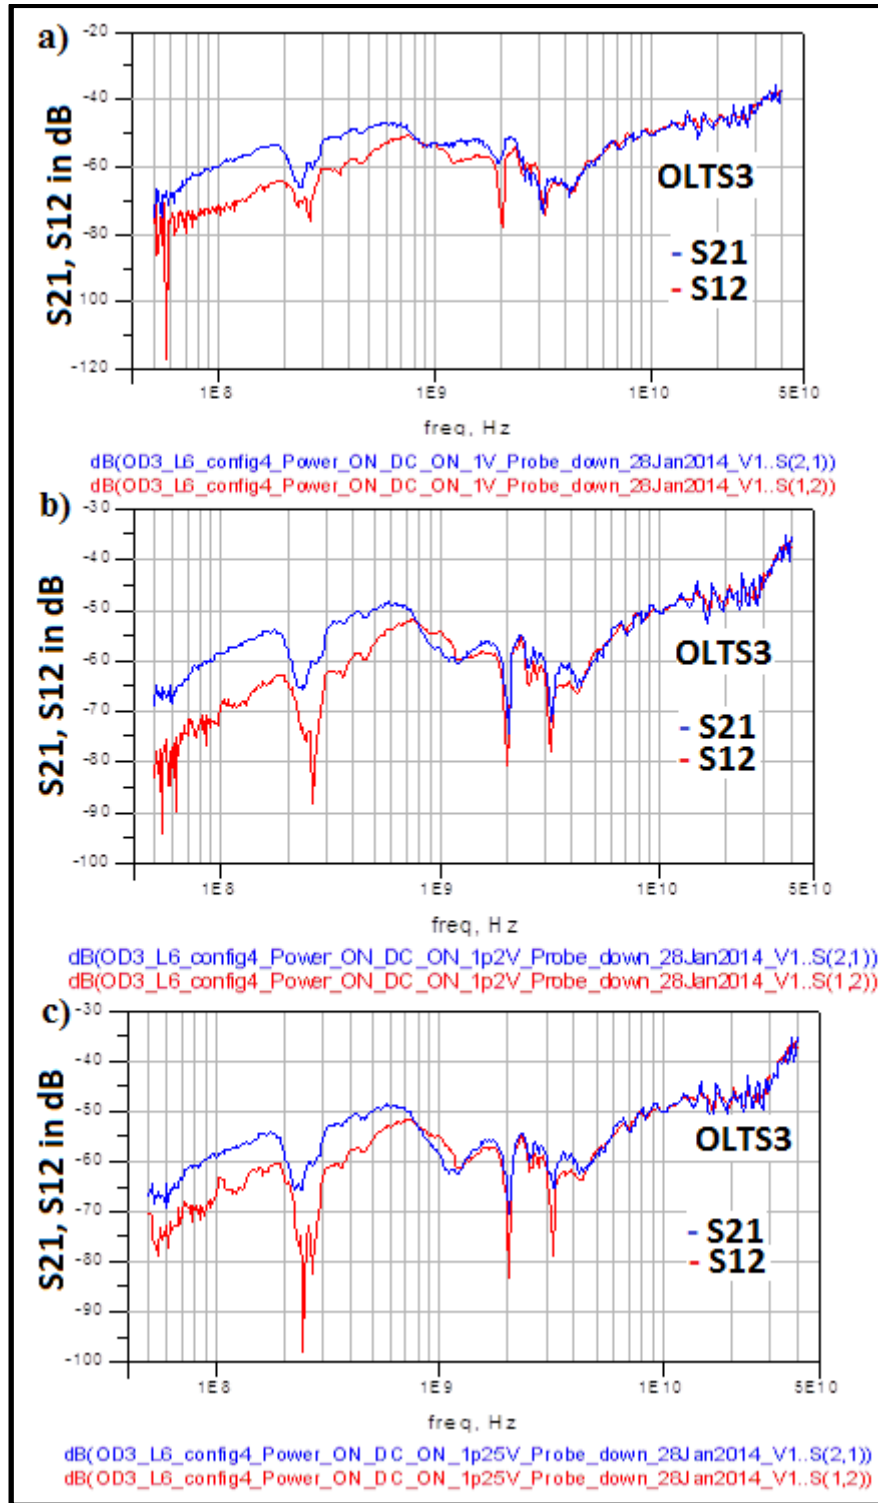 a)
-20
-40
-60
-80
-100
-120
S21, S12 in dB
OLTS3
- S21
- S12
1E8 1E9 1E10 5E10
freq, Hz
dB(OD3_L6_config4_Power_ON_DC_ON_1V_Probe_down_28Jan2014_V1..S(2,1))
dB(OD3_L6_config4_Power_ON_DC_ON_1V_Probe_down_28Jan2014_V1..S(1,2))
b)
-30
-40
-50
-60
-70
-80
-90
-100
S21, S12 in dB
OLTS3
- S21
- S12
1E8 1E9 1E10 5E10
freq, Hz
dB(OD3_L6_config4_Power_ON_DC_ON_1p2V_Probe_down_28Jan2014_V1..S(2,1))
dB(OD3_L6_config4_Power_ON_DC_ON_1p2V_Probe_down_28Jan2014_V1..S(1,2))
c)
-30
-40
-50
-60
-70
-80
-90
-100
S21, S12 in dB
OLTS3
- S21
- S12
1E8 1E9 1E10 5E10
freq, Hz
dB(OD3_L6_config4_Power_ON_DC_ON_1p25V_Probe_down_28Jan2014_V1..S(2,1))
dB(OD3_L6_config4_Power_ON_DC_ON_1p25V_Probe_down_28Jan2014_V1..S(1,2))